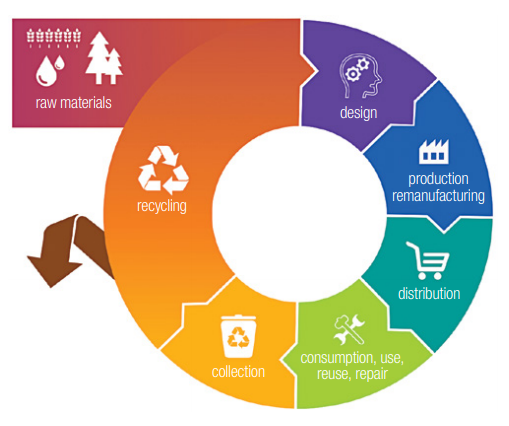 raw materials
design
production
remanufacturing
distribution
consumption, use,
reuse, repair
collection
recycling